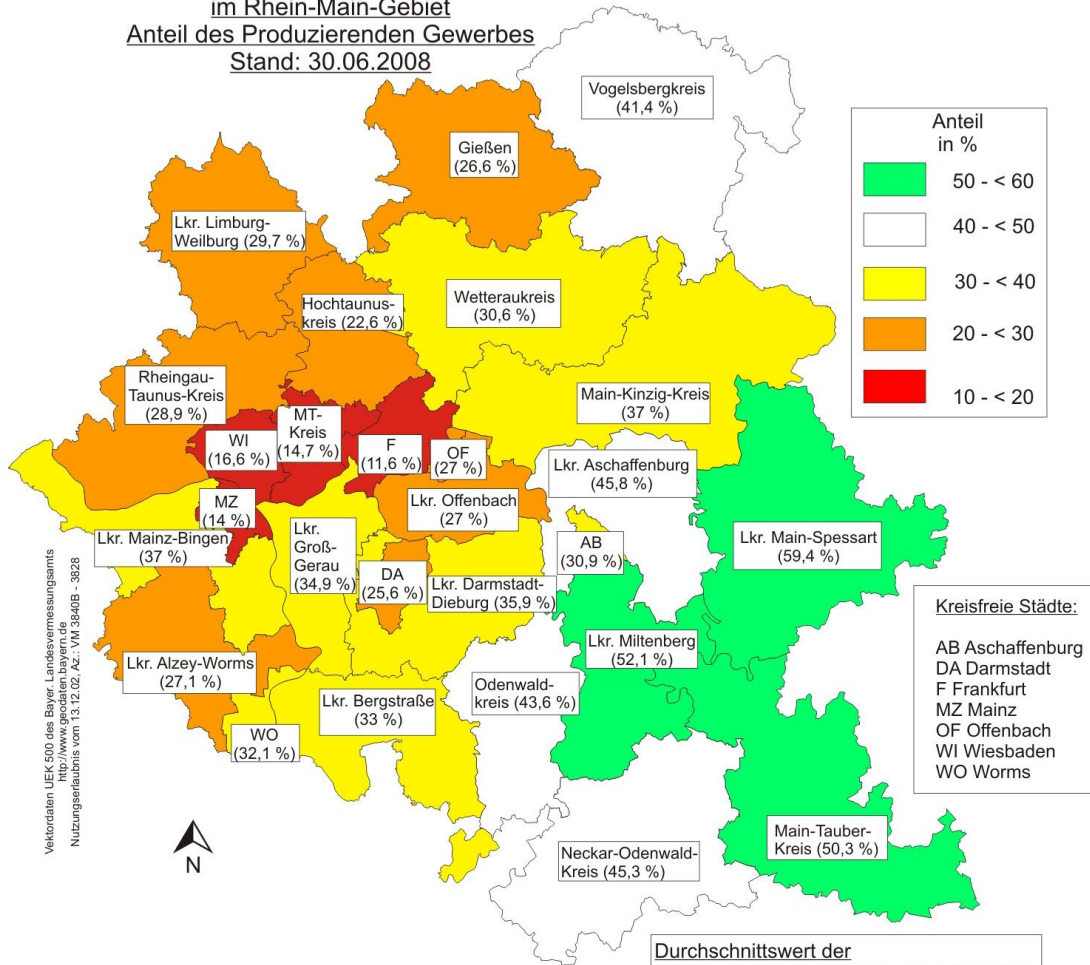 im Rhein-Main-Gebiet
Anteil des Produzierenden Gewerbes
Stand: 30.06.2008
Vogelsbergkreis
(41,4 %)
Gießen
(26,6 %)
Lkr. Limburg-
Weilburg (29,7 %)
Hochtaunus-
kreis (22,6 %)
Wetteraukreis
(30,6 %)
Rheingau-
Taunus-Kreis
(28,9 %)
Main-Kinzig-Kreis
(37 %)
WI
(16,6 %)
MT-
Kreis
(14,7 %)
F
(11,6 %)
OF
(27 %)
Lkr. Aschaffenburg
(45,8 %)
MZ
(14 %)
Lkr. Offenbach
(27 %)
Lkr. Mainz-Bingen
(37 %)
Lkr.
Groß-
Gerau
(34,9 %)
DA
(25,6 %)
Lkr. Darmstadt-
Dieburg (35,9 %)
AB
(30,9 %)
Lkr. Main-Spessart
(59,4 %)
Lkr. Alzey-Worms
(27,1 %)
Lkr. Bergstraße
(33 %)
Odenwald-
kreis (43,6 %)
Lkr. Miltenberg
(52,1 %)
WO
(32,1 %)
Neckar-Odenwald-
Kreis (45,3 %)
Main-Tauber-
Kreis (50,3 %)
Anteil
in %
50 - < 60
40 - < 50
30 - < 40
20 - < 30
10 - < 20
Kreisfreie Städte:
AB Aschaffenburg
DA Darmstadt
F Frankfurt
MZ Mainz
OF Offenbach
WI Wiesbaden
WO Worms
Vektordaten UEK 500 des Bayer. Landesvermessungsamts
http://www.geodaten.bayern.de
Nutzungserlaubnis vom 13.12.02, Az.: VM 3840B - 3828
N
Durchschnittswert der